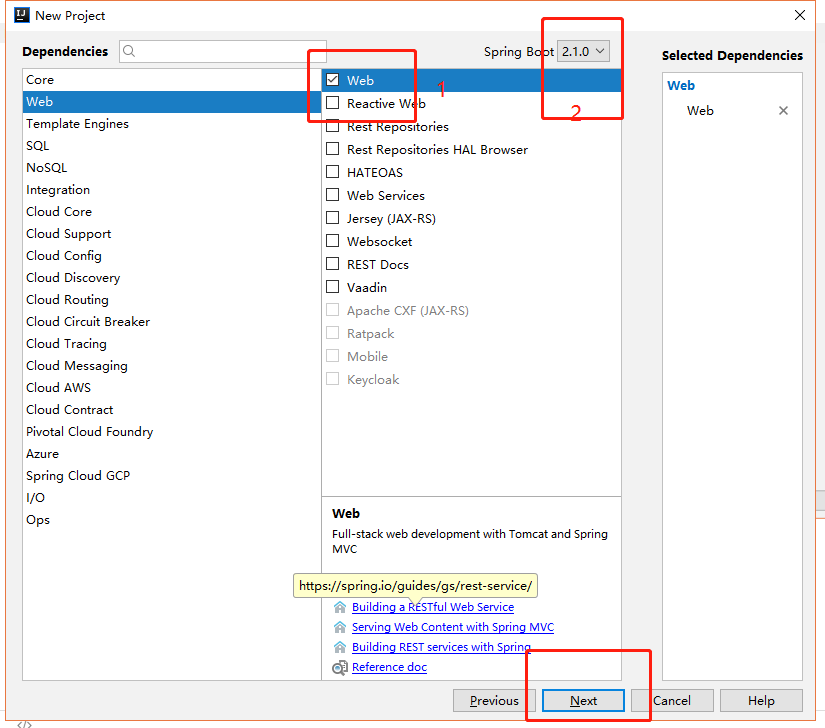 New Project
Dependencies
Spring Boot 2.1.0
Selected Dependencies
Core
Web
Template Engines
SQL
NoSQL
Integration
Cloud Core
Cloud Support
Cloud Config
Cloud Discovery
Cloud Routing
Cloud Circuit Breaker
Cloud Tracing
Cloud Messaging
Cloud AWS
Cloud Contract
Pivotal Cloud Foundry
Azure
Spring Cloud GCP
I/O
Ops
Web
Reactive Web
Rest Repositories
Rest Repositories HAL Browser
HATEOAS
Web Services
Jersey (JAX-RS)
Websocket
REST Docs
Vaadin
Apache CXF (JAX-RS)
Ratpack
Mobile
Keycloak
1
2
Web
Web
Web
Full-stack web development with Tomcat and Spring
MVC
https://spring.io/guides/gs/rest-service/
Building a RESTful Web Service
Serving Web Content with Spring MVC
Building REST services with Spring
Reference doc
Previous
Next
Cancel
Help